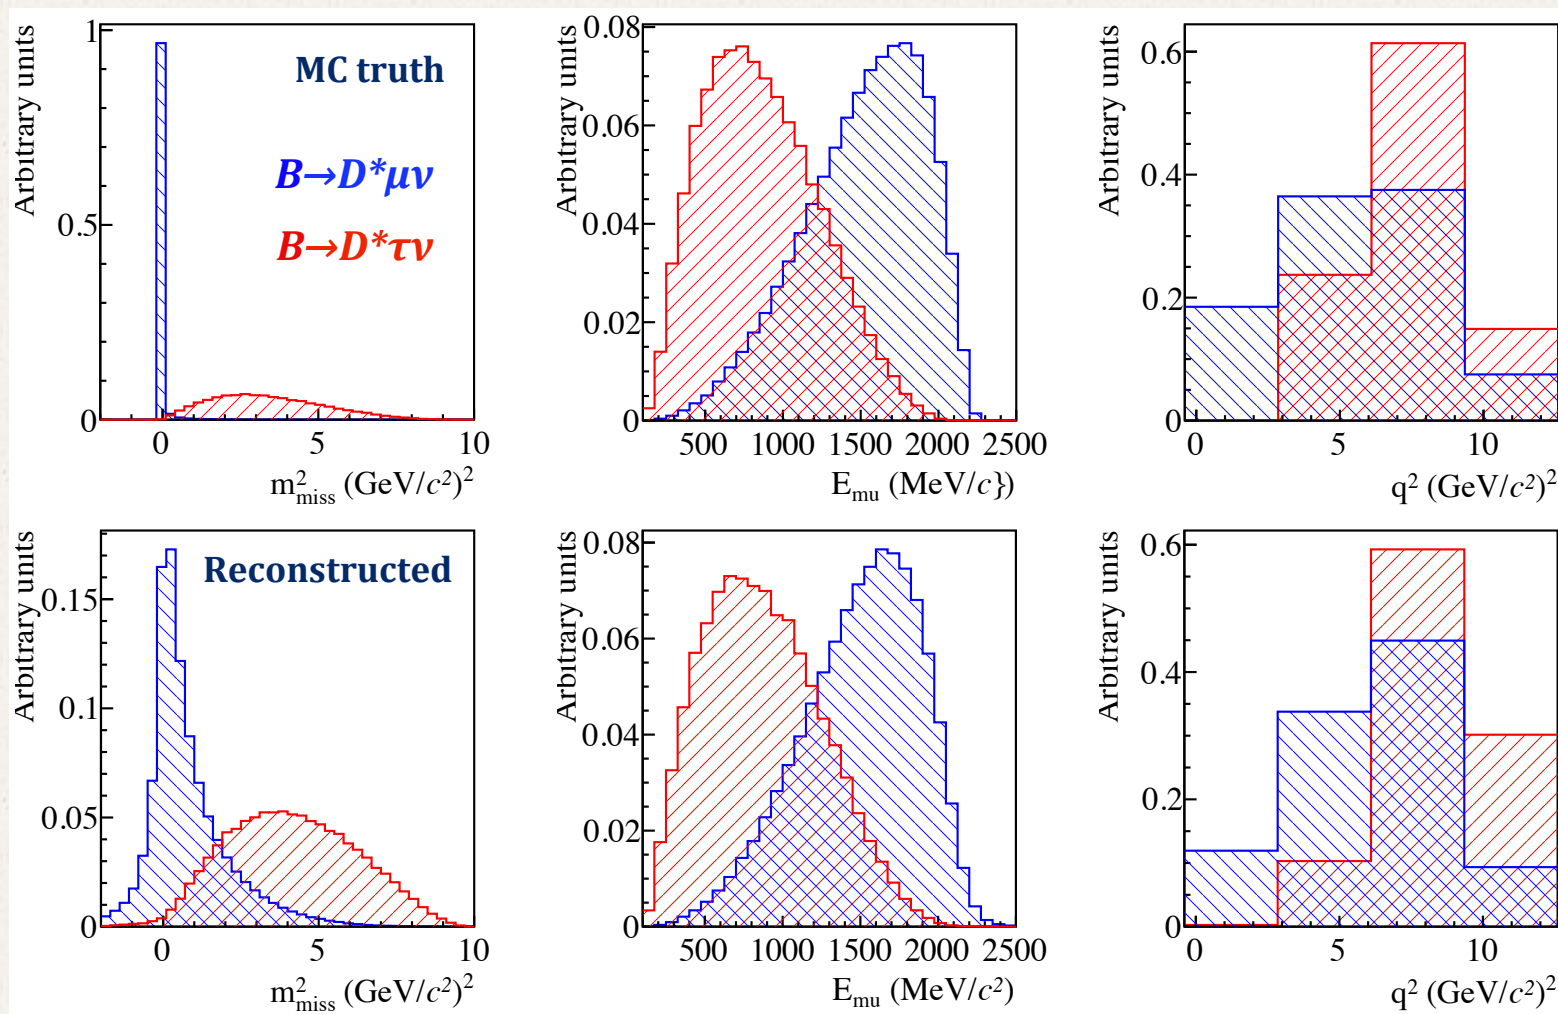 Arbitrary units
1
0.5
0
MC truth
B→D*μν
B→D*τν
0 5 10
m²miss (GeV/c²)²
Arbitrary units
0.08
0.06
0.04
0.02
0
500 1000 1500 2000 2500
Emu (MeV/c})
Arbitrary units
0.6
0.4
0.2
0
0 5 10
q² (GeV/c²)²
Arbitrary units
0.15
0.1
0.05
0
Reconstructed
0 5 10
m²miss (GeV/c²)²
Arbitrary units
0.08
0.06
0.04
0.02
0
500 1000 1500 2000 2500
Emu (MeV/c²)
Arbitrary units
0.6
0.4
0.2
0
0 5 10
q² (GeV/c²)²